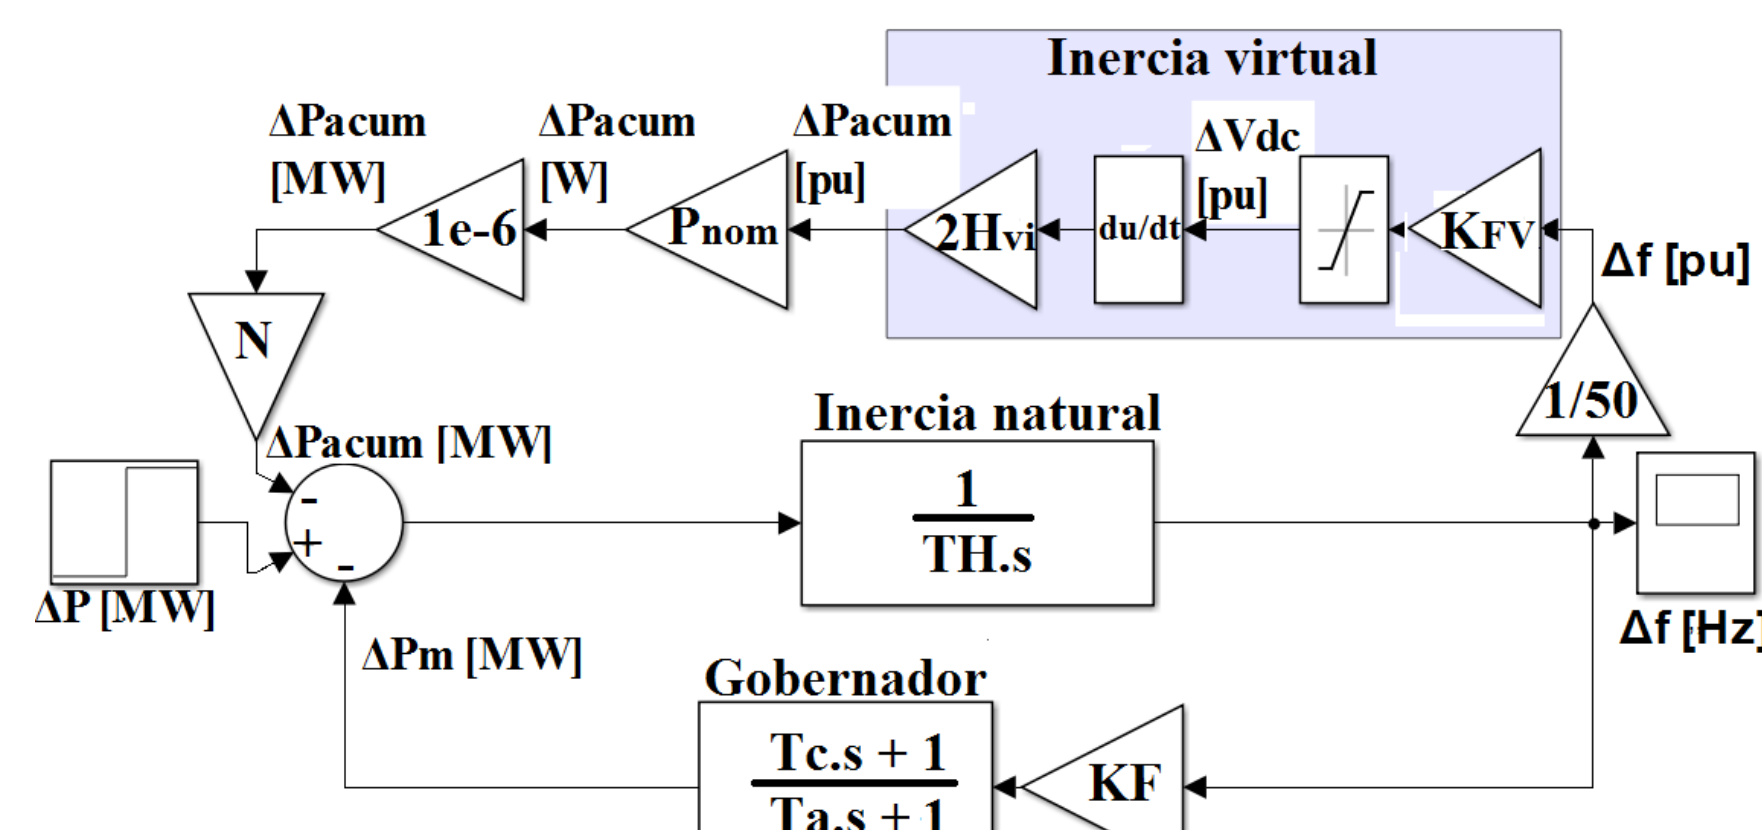 Inercia virtual
ΔPacum
[MW]
ΔPacum
[W]
ΔPacum
[pu]
ΔVdc
[pu]
1e-6
Pnom
2Hvi
du/dt
KFV
Δf [pu]
N
1/50
ΔPacum [MW]
Inercia natural
-
+
-
1
TH.s
ΔP [MW]
Δf [Hz]
ΔPm [MW]
Gobernador
Tc.s + 1
Ta.s + 1
KF